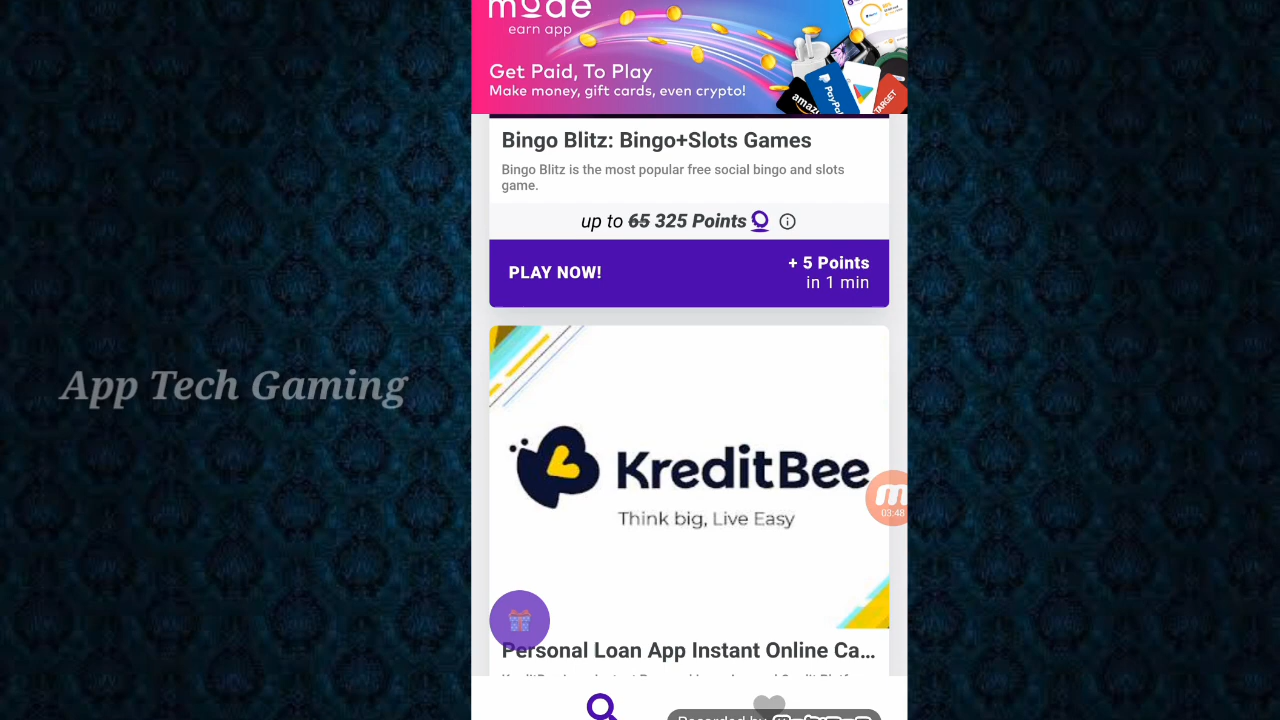 mode
earn app
Get Paid, To Play
Make money, gift cards, even crypto!
PayPal
TARGET
Bingo Blitz: Bingo+Slots Games
Bingo Blitz is the most popular free social bingo and slots
game.
up to 65 325 Points
PLAY NOW!
+ 5 Points
in 1 min
App Tech Gaming
KreditBee
Think big, Live Easy
03:48
Personal Loan App Instant Online Ca...
Recorded by